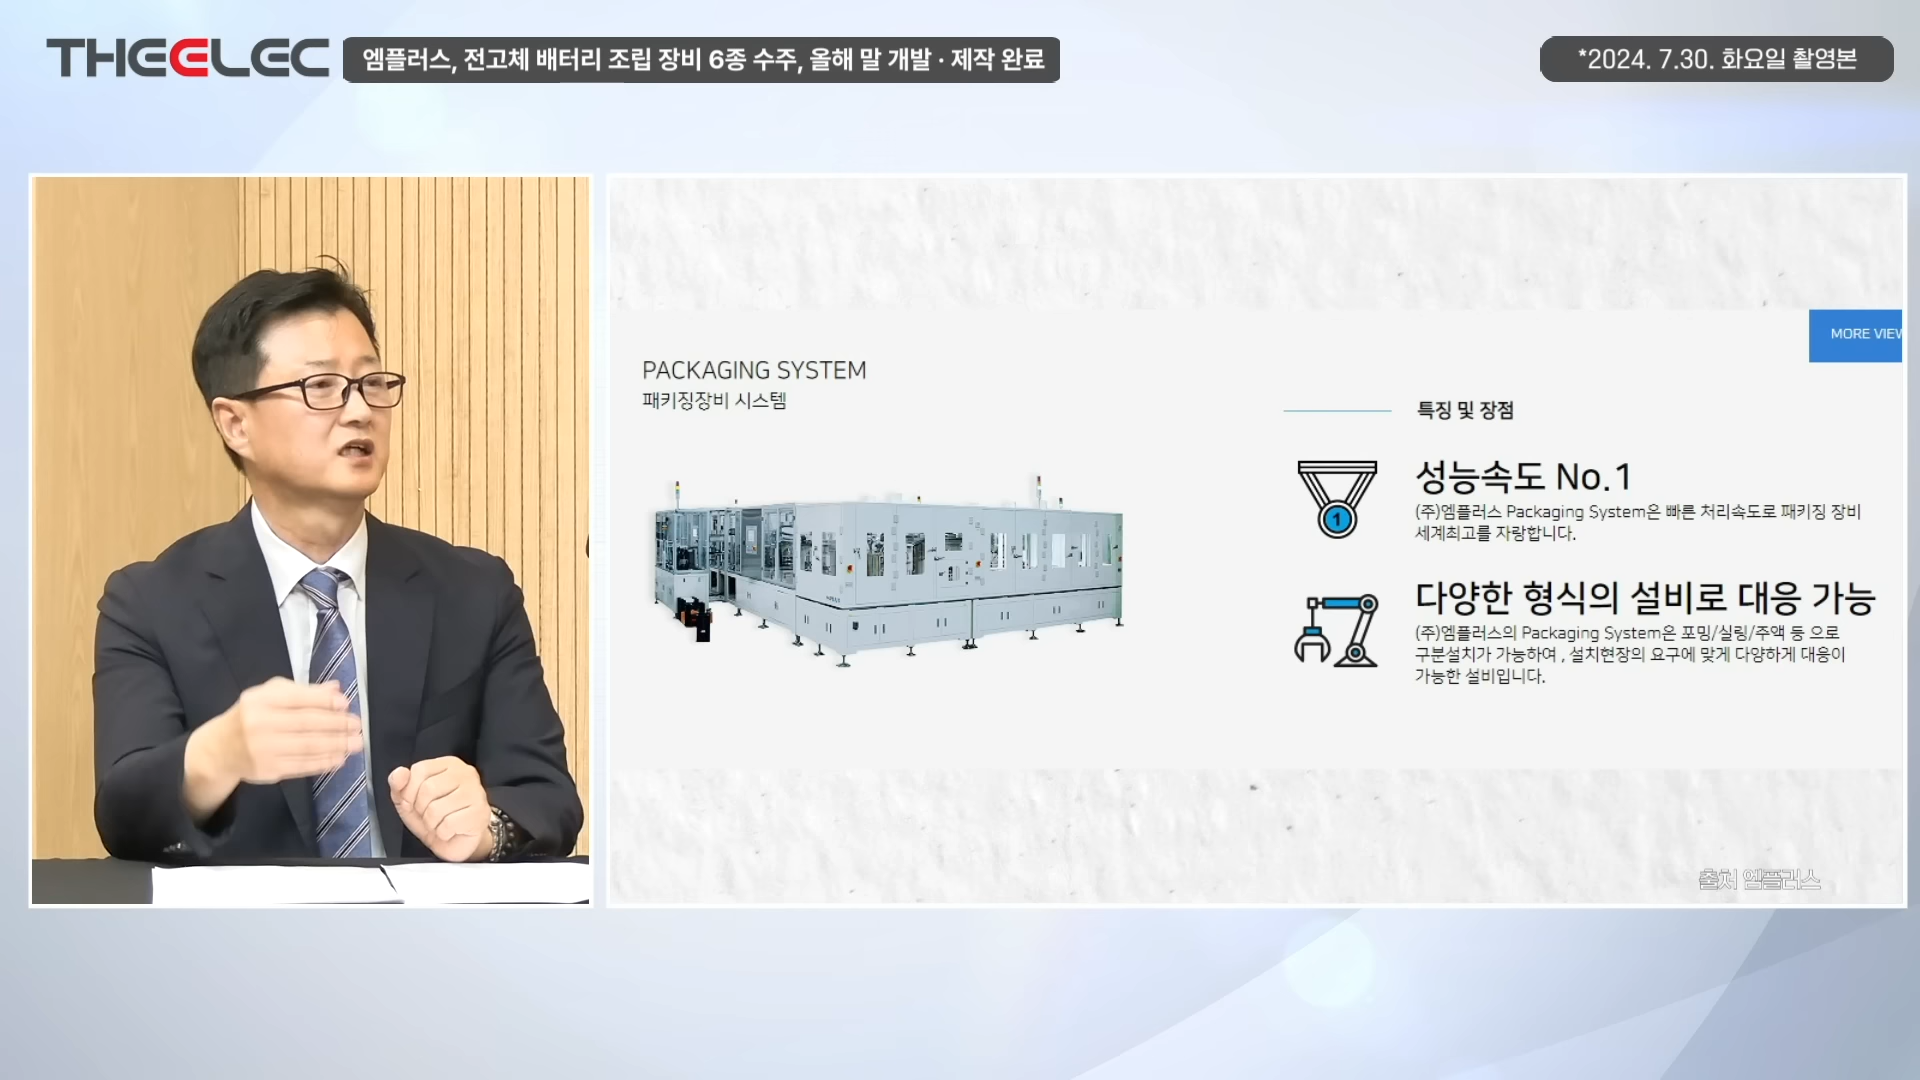 THEELEC
엠플러스, 전고체 배터리 조립 장비 6종 수주, 올해 말 개발 · 제작 완료
*2024. 7.30. 화요일 촬영본
MORE VIEW
PACKAGING SYSTEM
패키징장비 시스템
특징 및 장점
1
성능속도 No.1
(주)엠플러스 Packaging System은 빠른 처리속도로 패키징 장비
세계최고를 자랑합니다.
다양한 형식의 설비로 대응 가능
(주)엠플러스의 Packaging System은 포밍/실링/주액 등 으로
구분설치가 가능하여 , 설치현장의 요구에 맞게 다양하게 대응이
가능한 설비입니다.
출처 엠플러스